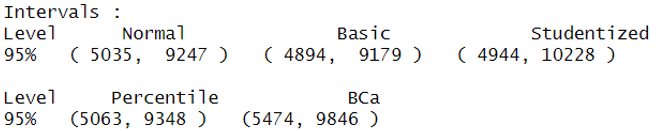 Intervals :
Level      Normal              Basic              Studentized
95%   ( 5035,  9247 )   ( 4894,  9179 )   ( 4944, 10228 )
Level     Percentile            BCa
95%   (5063, 9348 )   (5474, 9846 )